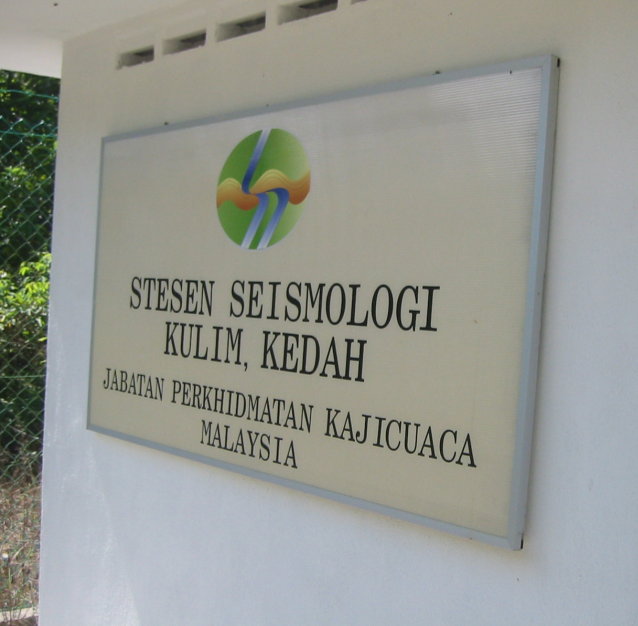 STESEN SEISMOLOGI
KULIM, KEDAH
JABATAN PERKHIDMATAN KAJICUACA
MALAYSIA